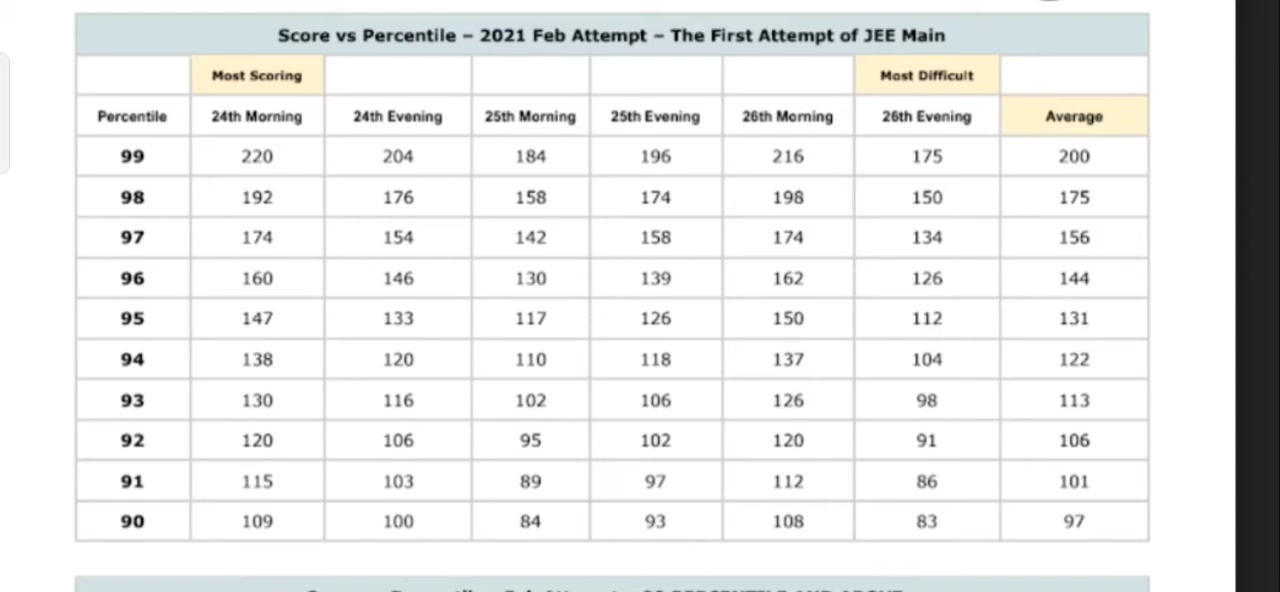 Score vs Percentile – 2021 Feb Attempt – The First Attempt of JEE Main
Most Scoring Most Difficult
Percentile 24th Morning 24th Evening 25th Morning 25th Evening 26th Morning 26th Evening Average
99 220 204 184 196 216 175 200
98 192 176 158 174 198 150 175
97 174 154 142 158 174 134 156
96 160 146 130 139 162 126 144
95 147 133 117 126 150 112 131
94 138 120 110 118 137 104 122
93 130 116 102 106 126 98 113
92 120 106 95 102 120 91 106
91 115 103 89 97 112 86 101
90 109 100 84 93 108 83 97